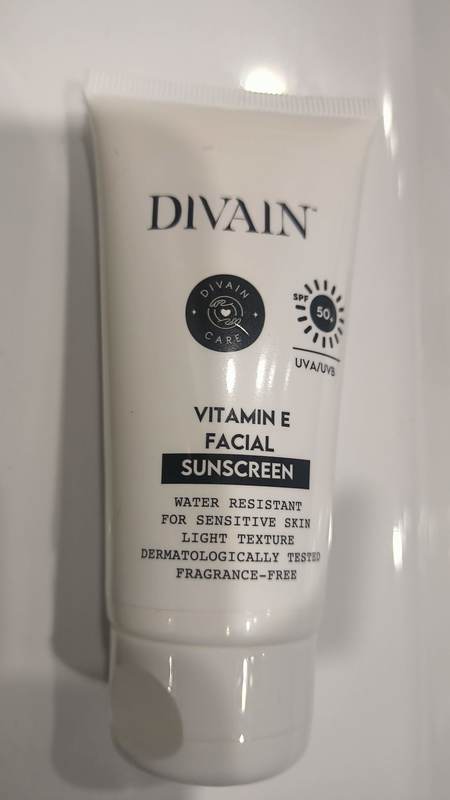 DIVAIN™
DIVAIN
CARE
SPF
50+
UVA/UVB
VITAMIN E
FACIAL
SUNSCREEN
WATER RESISTANT
FOR SENSITIVE SKIN
LIGHT TEXTURE
DERMATOLOGICALLY TESTED
FRAGRANCE-FREE